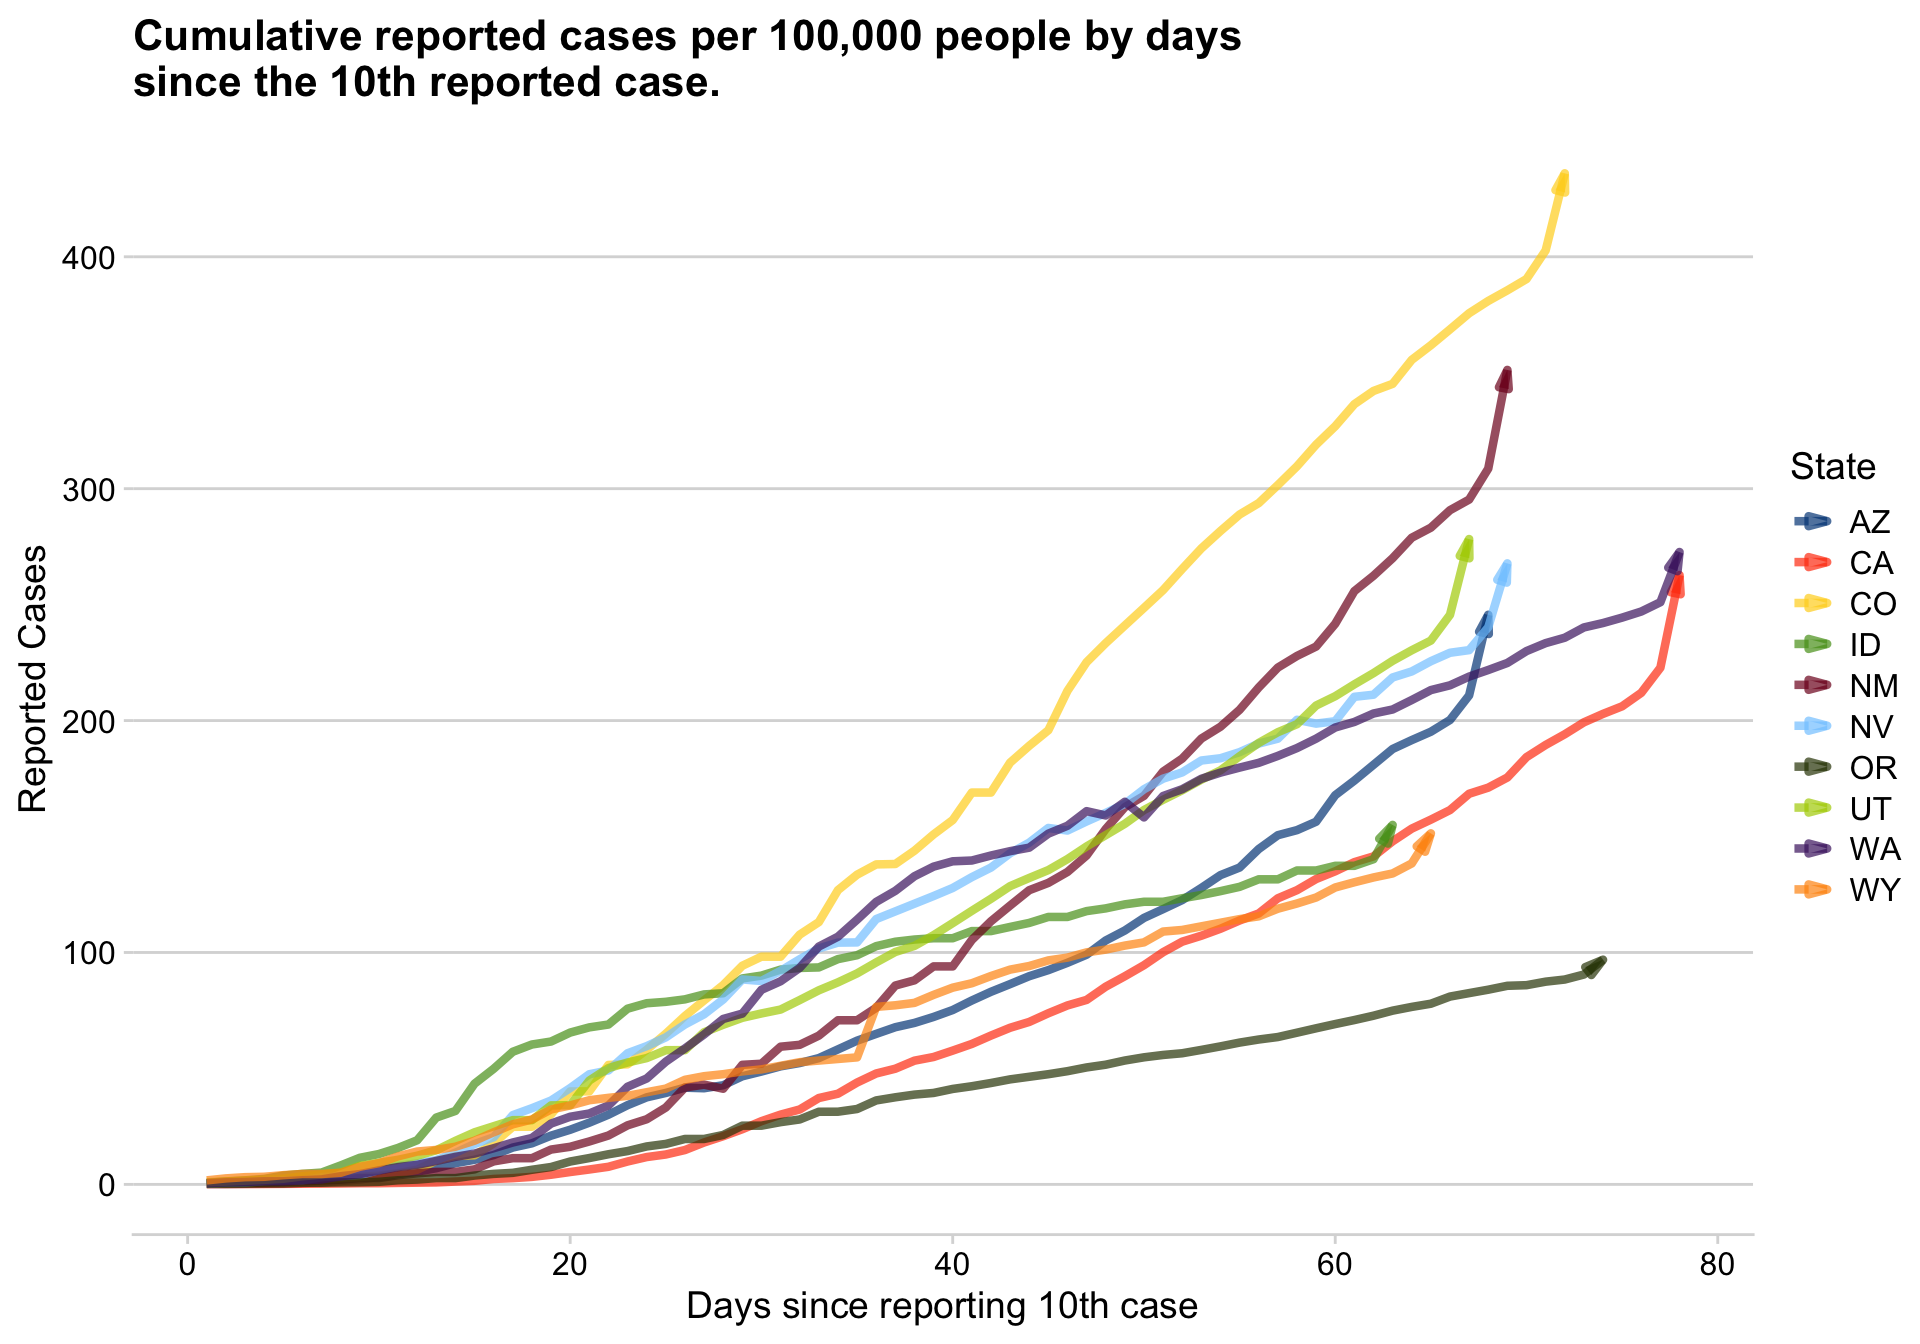 Cumulative reported cases per 100,000 people by days
since the 10th reported case.
400
300
200
100
0
Reported Cases
0 20 40 60 80
Days since reporting 10th case
State
AZ
CA
CO
ID
NM
NV
OR
UT
WA
WY